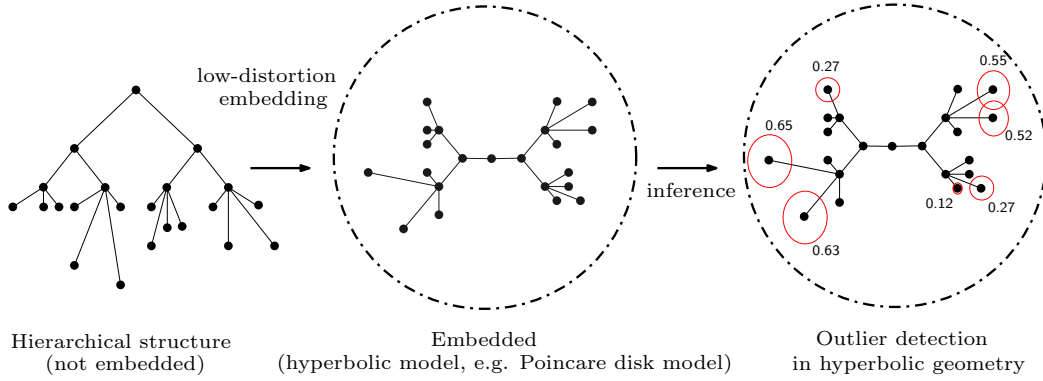 low-distortion
embedding
inference
0.27
0.55
0.52
0.65
0.12
0.27
0.63
Hierarchical structure
(not embedded)
Embedded
(hyperbolic model, e.g. Poincare disk model)
Outlier detection
in hyperbolic geometry